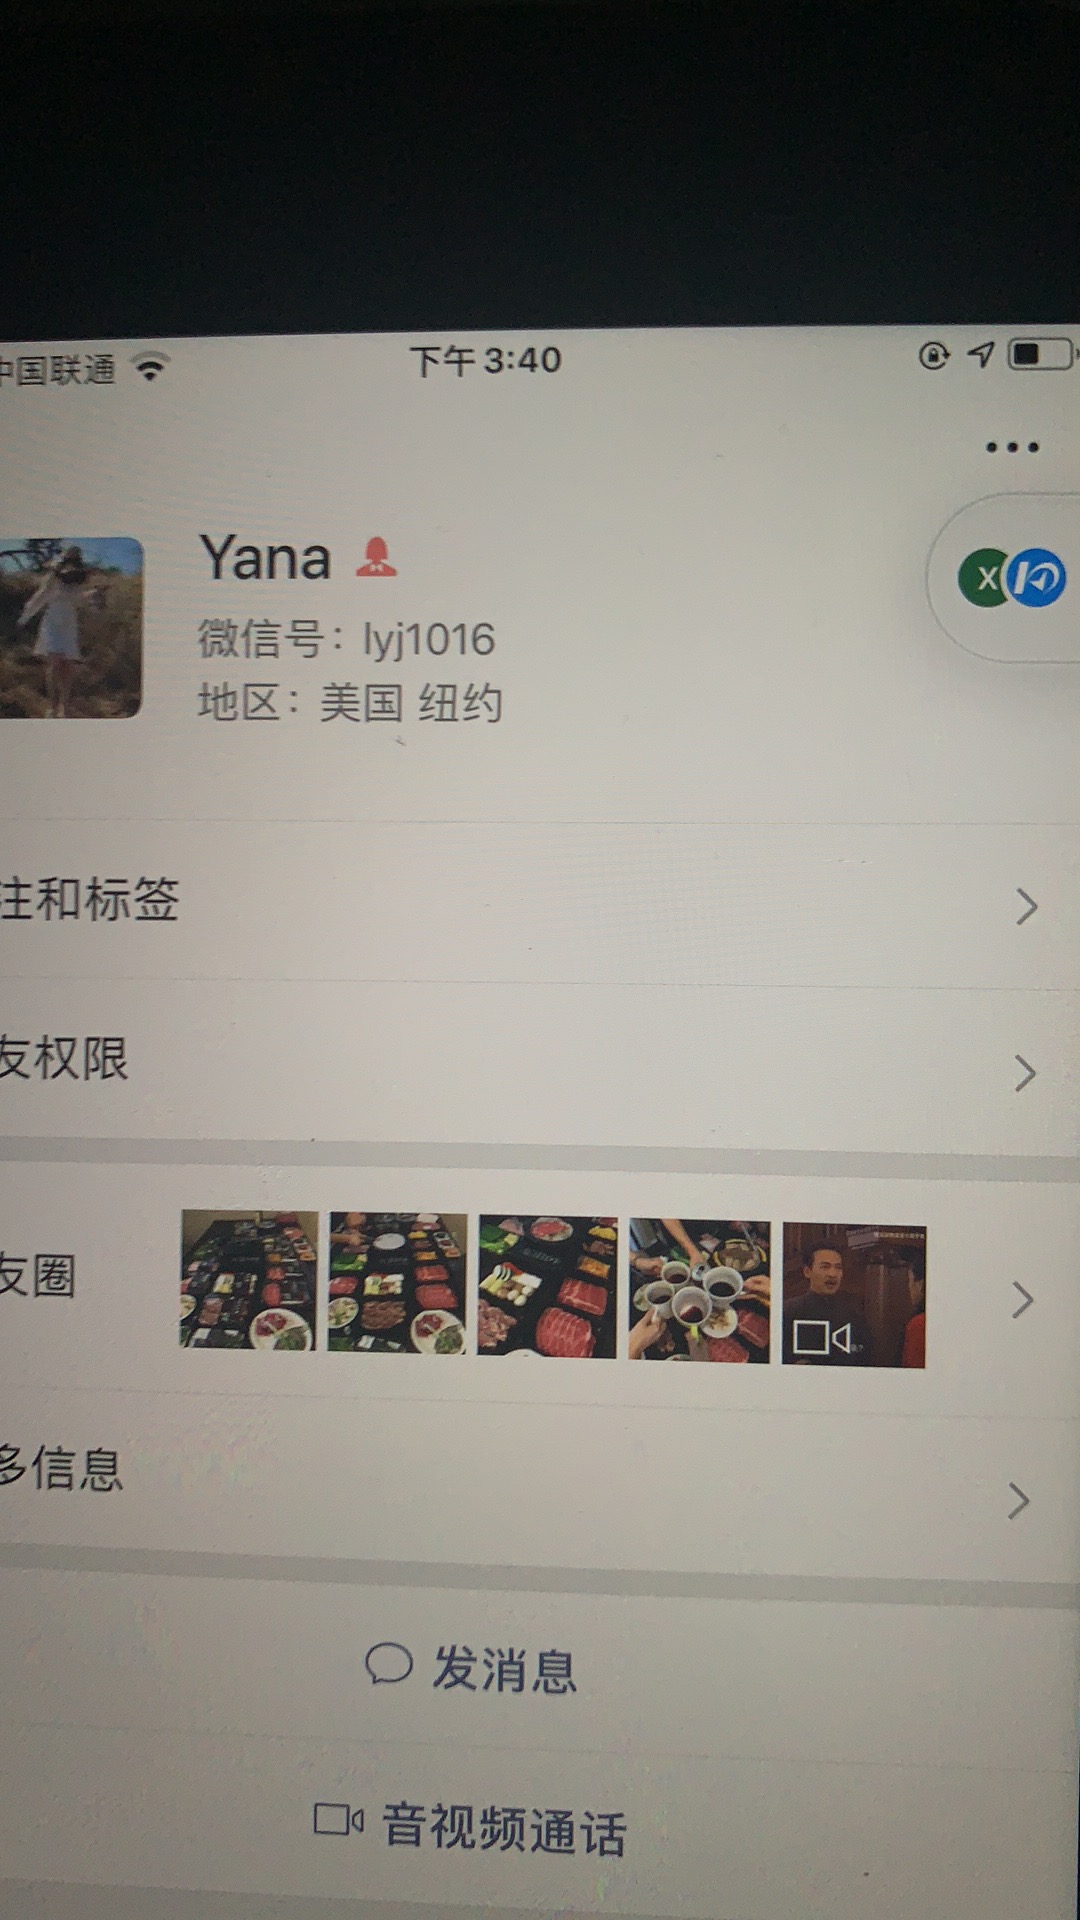 中国联通
下午3:40
Yana
微信号：lyj1016
地区：美国 纽约
X
注和标签
友权限
友圈
多信息
发消息
音视频通话